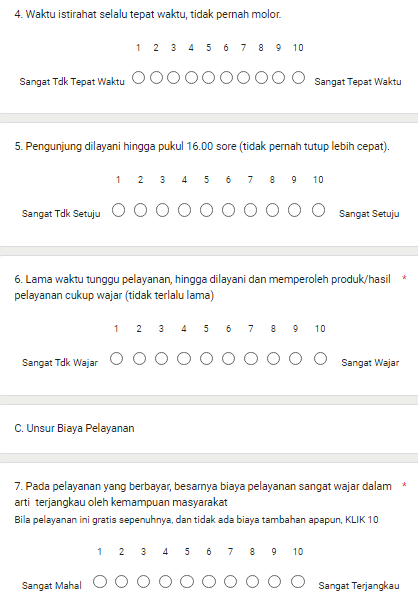 4. Waktu istirahat selalu tepat waktu, tidak pernah molor.
1 2 3 4 5 6 7 8 9 10
Sangat Tdk Tepat Waktu Sangat Tepat Waktu
5. Pengunjung dilayani hingga pukul 16.00 sore (tidak pernah tutup lebih cepat).
1 2 3 4 5 6 7 8 9 10
Sangat Tdk Setuju Sangat Setuju
6. Lama waktu tunggu pelayanan, hingga dilayani dan memperoleh produk/hasil *
pelayanan cukup wajar (tidak terlalu lama)
1 2 3 4 5 6 7 8 9 10
Sangat Tdk Wajar Sangat Wajar
C. Unsur Biaya Pelayanan
7. Pada pelayanan yang berbayar, besarnya biaya pelayanan sangat wajar dalam *
arti terjangkau oleh kemampuan masyarakat
Bila pelayanan ini gratis sepenuhnya, dan tidak ada biaya tambahan apapun, KLIK 10
1 2 3 4 5 6 7 8 9 10
Sangat Mahal Sangat Terjangkau